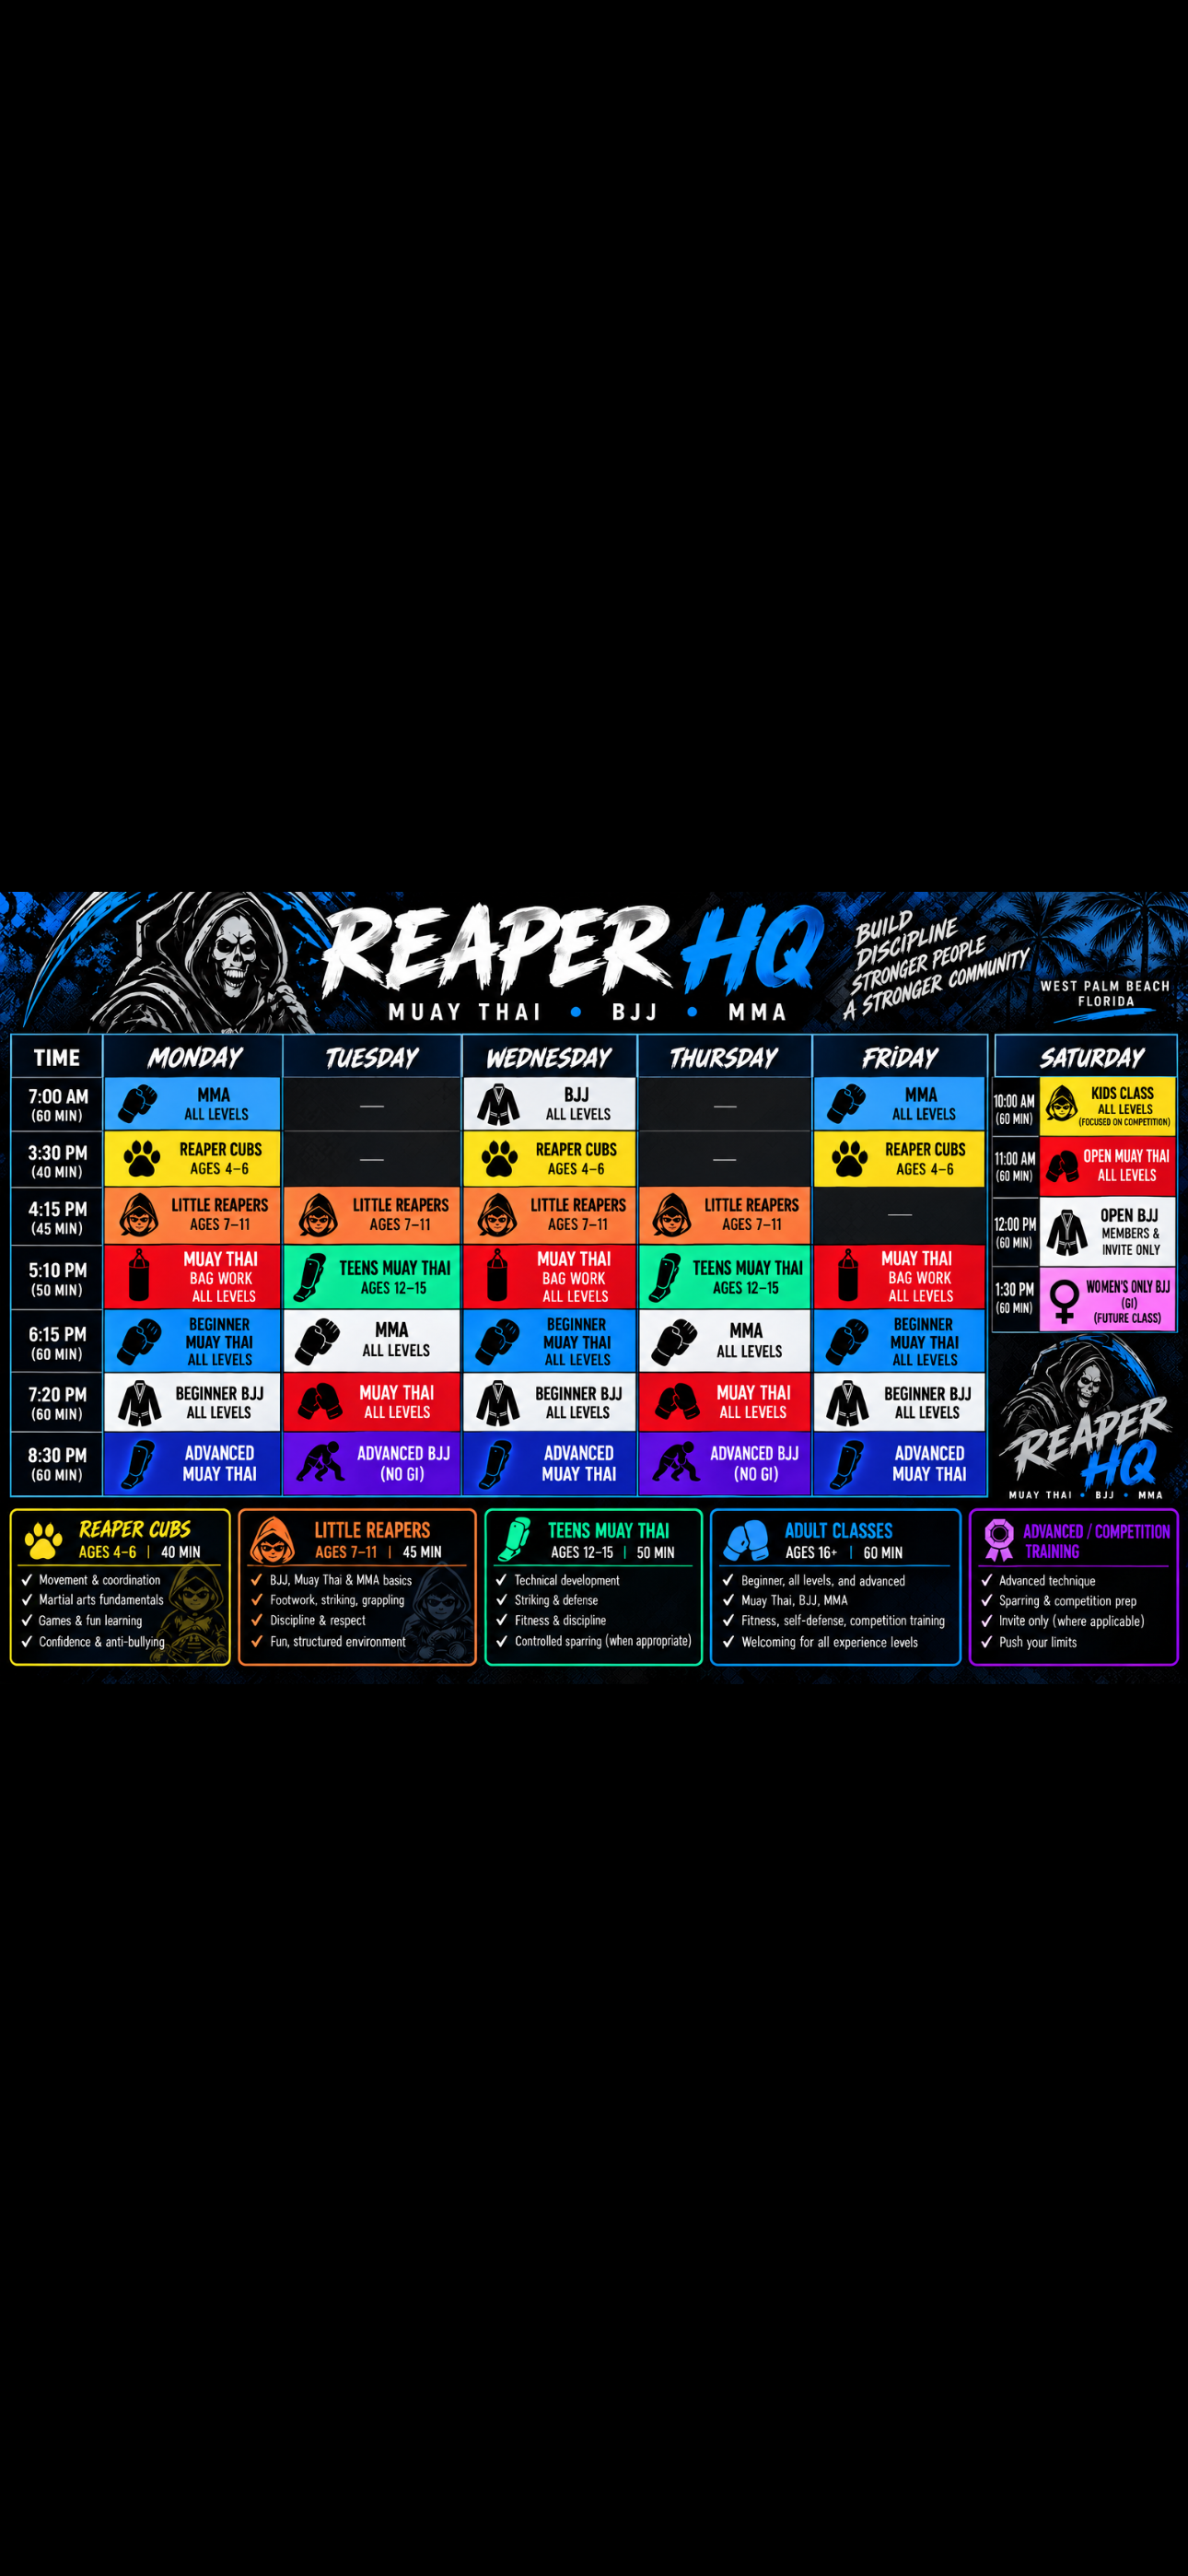 REAPER HQ
MUAY THAI • BJJ • MMA
BUILD
DISCIPLINE
STRONGER PEOPLE
A STRONGER COMMUNITY
WEST PALM BEACH
FLORIDA
TIME MONDAY TUESDAY WEDNESDAY THURSDAY FRiDAY
7:00 AM
(60 MIN)
MMA
ALL LEVELS
—
BJJ
ALL LEVELS
—
MMA
ALL LEVELS
3:30 PM
(40 MIN)
REAPER CUBS
AGES 4–6
—
REAPER CUBS
AGES 4–6
—
REAPER CUBS
AGES 4–6
4:15 PM
(45 MIN)
LITTLE REAPERS
AGES 7–11
LITTLE REAPERS
AGES 7–11
LITTLE REAPERS
AGES 7–11
LITTLE REAPERS
AGES 7–11
—
5:10 PM
(50 MIN)
MUAY THAI
BAG WORK
ALL LEVELS
TEENS MUAY THAI
AGES 12–15
MUAY THAI
BAG WORK
ALL LEVELS
TEENS MUAY THAI
AGES 12–15
MUAY THAI
BAG WORK
ALL LEVELS
6:15 PM
(60 MIN)
BEGINNER
MUAY THAI
ALL LEVELS
MMA
ALL LEVELS
BEGINNER
MUAY THAI
ALL LEVELS
MMA
ALL LEVELS
BEGINNER
MUAY THAI
ALL LEVELS
7:20 PM
(60 MIN)
BEGINNER BJJ
ALL LEVELS
MUAY THAI
ALL LEVELS
BEGINNER BJJ
ALL LEVELS
MUAY THAI
ALL LEVELS
BEGINNER BJJ
ALL LEVELS
8:30 PM
(60 MIN)
ADVANCED
MUAY THAI
ADVANCED BJJ
(NO GI)
ADVANCED
MUAY THAI
ADVANCED BJJ
(NO GI)
ADVANCED
MUAY THAI
SATURDAY
10:00 AM
(60 MIN)
KIDS CLASS
ALL LEVELS
(FOCUSED ON COMPETITION)
11:00 AM
(60 MIN)
OPEN MUAY THAI
ALL LEVELS
12:00 PM
(60 MIN)
OPEN BJJ
MEMBERS &
INVITE ONLY
1:30 PM
(60 MIN)
WOMEN'S ONLY BJJ
(GI)
(FUTURE CLASS)
REAPER
HQ
MUAY THAI • BJJ • MMA
REAPER CUBS
AGES 4–6 | 40 MIN
✓ Movement & coordination
✓ Martial arts fundamentals
✓ Games & fun learning
✓ Confidence & anti-bullying
LITTLE REAPERS
AGES 7–11 | 45 MIN
✓ BJJ, Muay Thai & MMA basics
✓ Footwork, striking, grappling
✓ Discipline & respect
✓ Fun, structured environment
TEENS MUAY THAI
AGES 12–15 | 50 MIN
✓ Technical development
✓ Striking & defense
✓ Fitness & discipline
✓ Controlled sparring (when appropriate)
ADULT CLASSES
AGES 16+ | 60 MIN
✓ Beginner, all levels, and advanced
✓ Muay Thai, BJJ, MMA
✓ Fitness, self-defense, competition training
✓ Welcoming for all experience levels
ADVANCED / COMPETITION
TRAINING
✓ Advanced technique
✓ Sparring & competition prep
✓ Invite only (where applicable)
✓ Push your limits